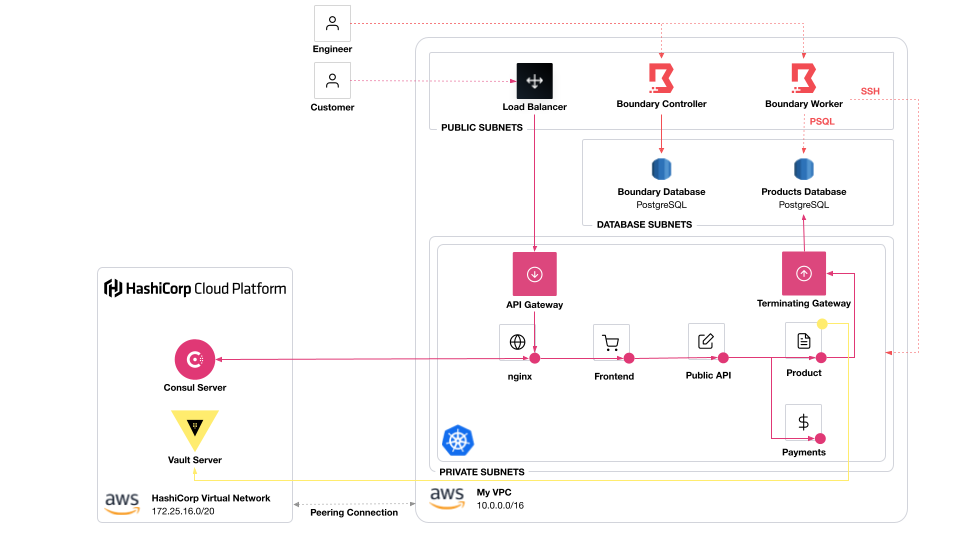 Engineer
Customer
Load Balancer
Boundary Controller
Boundary Worker
SSH
PSQL
PUBLIC SUBNETS
Boundary Database
PostgreSQL
Products Database
PostgreSQL
DATABASE SUBNETS
API Gateway
Terminating Gateway
HashiCorp Cloud Platform
Consul Server
nginx
Frontend
Public API
Product
Payments
Vault Server
PRIVATE SUBNETS
aws
HashiCorp Virtual Network
172.25.16.0/20
Peering Connection
aws
My VPC
10.0.0.0/16